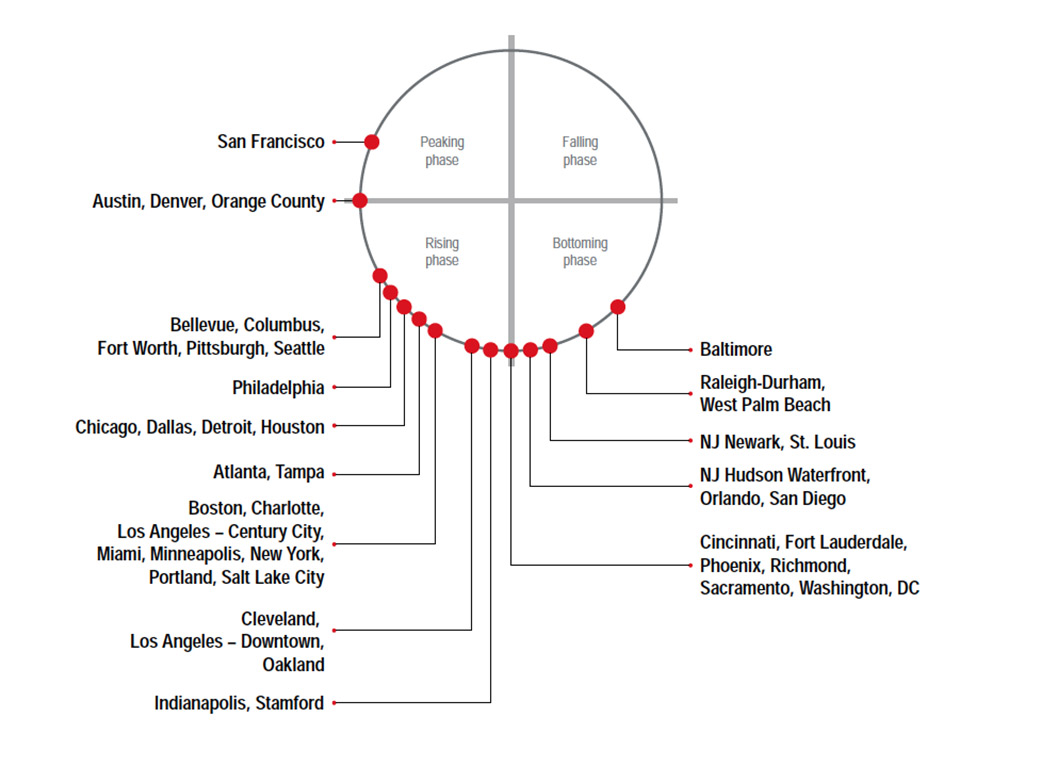 Peaking
phase
Falling
phase
Rising
phase
Bottoming
phase
San Francisco
Austin, Denver, Orange County
Bellevue, Columbus,
Fort Worth, Pittsburgh, Seattle
Philadelphia
Chicago, Dallas, Detroit, Houston
Atlanta, Tampa
Boston, Charlotte,
Los Angeles – Century City,
Miami, Minneapolis, New York,
Portland, Salt Lake City
Cleveland,
Los Angeles – Downtown,
Oakland
Indianapolis, Stamford
Baltimore
Raleigh-Durham,
West Palm Beach
NJ Newark, St. Louis
NJ Hudson Waterfront,
Orlando, San Diego
Cincinnati, Fort Lauderdale,
Phoenix, Richmond,
Sacramento, Washington, DC